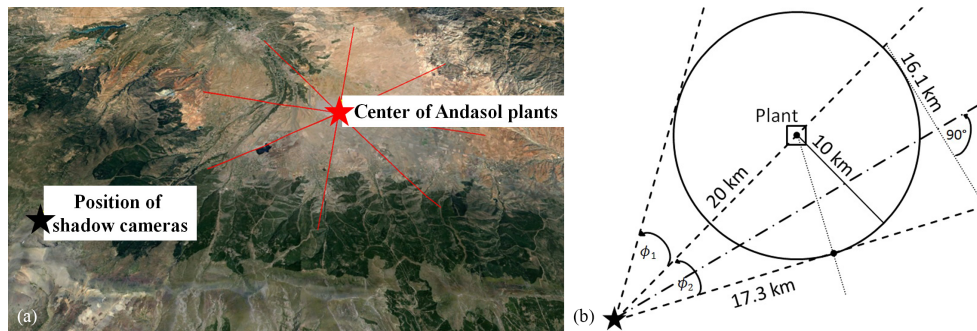 Center of Andasol plants
Position of
shadow cameras
(a)
16.1 km
90°
Plant
10 km
20 km
ϕ₁
ϕ₂
17.3 km
(b)